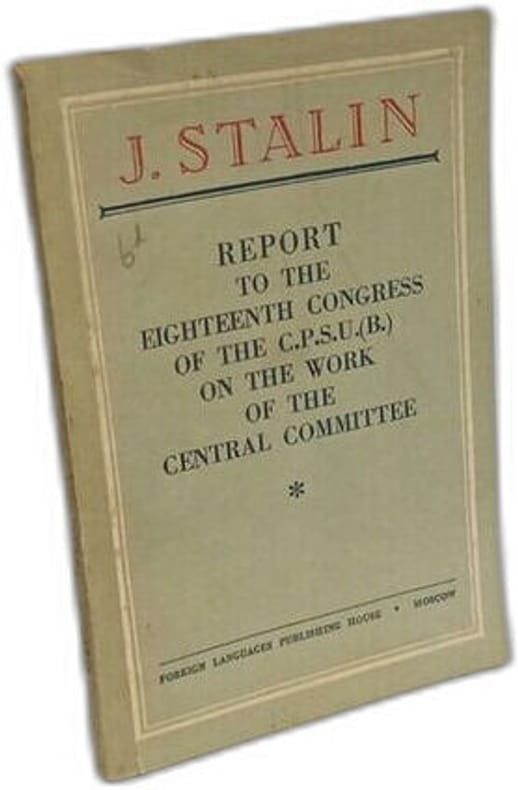 J. STALIN
6d
REPORT
TO THE
EIGHTEENTH CONGRESS
OF THE C.P.S.U.(B.)
ON THE WORK
OF THE
CENTRAL COMMITTEE
*
FOREIGN LANGUAGES PUBLISHING HOUSE • MOSCOW